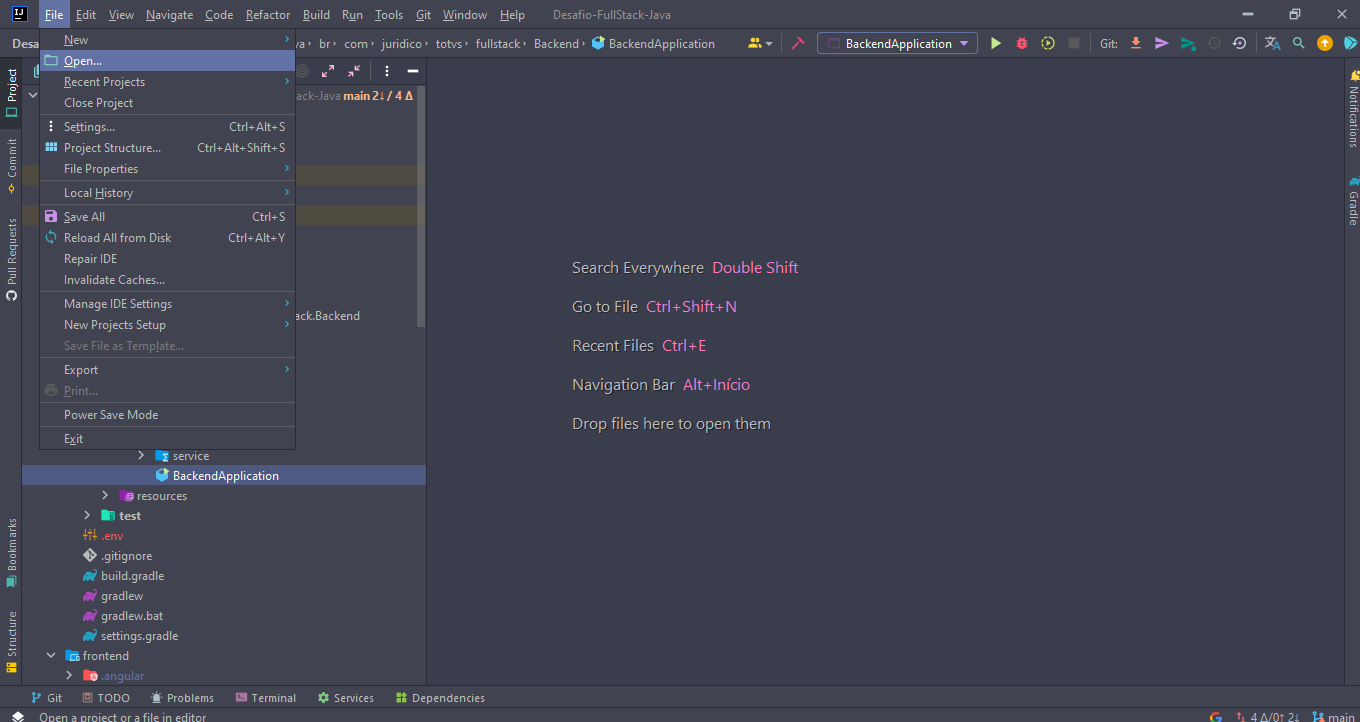 IJ File Edit View Navigate Code Refactor Build Run Tools Git Window Help Desafio-FullStack-Java
Desa va br com juridico totvs fullstack Backend BackendApplication BackendApplication Git:
New
Open...
Recent Projects
Close Project
Settings... Ctrl+Alt+S
Project Structure... Ctrl+Alt+Shift+S
File Properties
Local History
Save All Ctrl+S
Reload All from Disk Ctrl+Alt+Y
Repair IDE
Invalidate Caches...
Manage IDE Settings
New Projects Setup
Save File as Template...
Export
Print...
Power Save Mode
Exit
ack-Java main 2↓ / 4 Δ
ack.Backend
service
BackendApplication
resources
test
.env
.gitignore
build.gradle
gradlew
gradlew.bat
settings.gradle
frontend
.angular
Search Everywhere Double Shift
Go to File Ctrl+Shift+N
Recent Files Ctrl+E
Navigation Bar Alt+Início
Drop files here to open them
Project
Commit
Pull Requests
Bookmarks
Structure
Notifications
Gradle
Git TODO Problems Terminal Services Dependencies
Open a project or a file in editor 4 Δ/0↑ 2↓ main